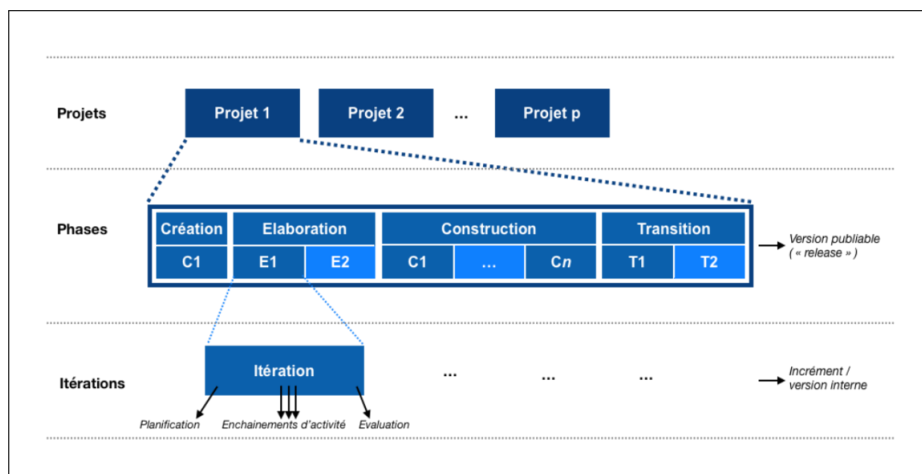 Projets
Projet 1
Projet 2
...
Projet p
Phases
Création
Elaboration
Construction
Transition
C1
E1
E2
C1
...
Cn
T1
T2
Version publiable
(« release »)
Itérations
Itération
...
...
...
Incrément /
version interne
Planification
Enchainements d'activité
Evaluation